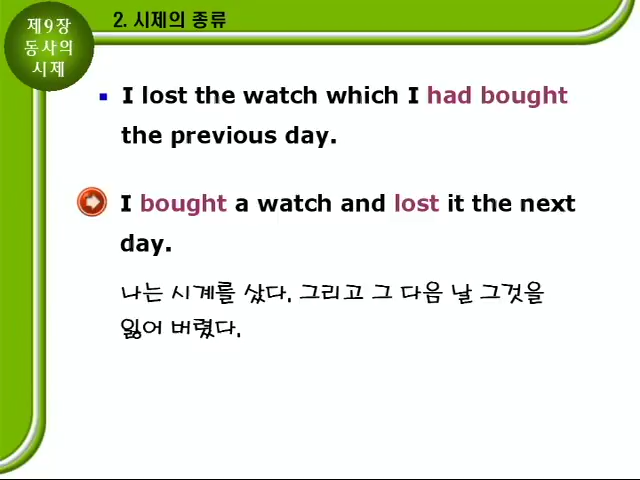 제9장
동사의
시제
2. 시제의 종류
I lost the watch which I had bought
the previous day.
I bought a watch and lost it the next
day.
나는 시계를 샀다. 그리고 그 다음 날 그것을
잃어 버렸다.